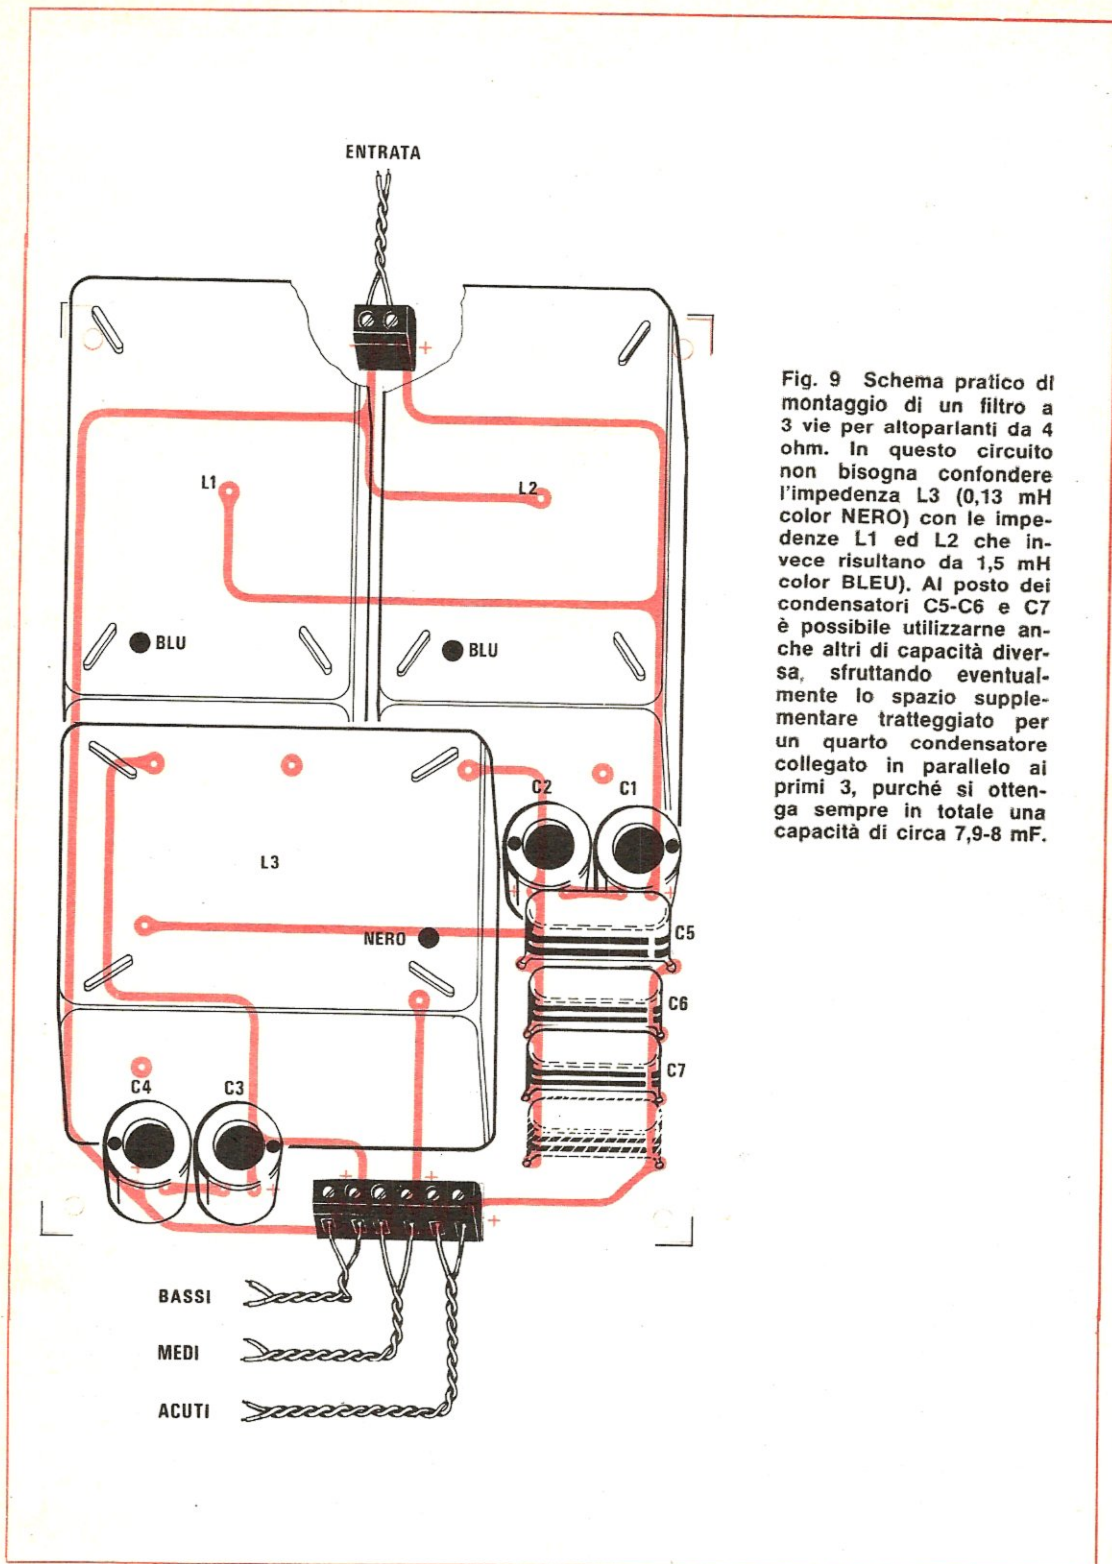 ENTRATA
L1
L2
BLU
BLU
C2
C1
L3
NERO
C5
C6
C7
C4
C3
BASSI
MEDI
ACUTI
Fig. 9 Schema pratico di
montaggio di un filtro a
3 vie per altoparlanti da 4
ohm. In questo circuito
non bisogna confondere
l'impedenza L3 (0,13 mH
color NERO) con le impe-
denze L1 ed L2 che in-
vece risultano da 1,5 mH
color BLEU). Al posto dei
condensatori C5-C6 e C7
è possibile utilizzarne an-
che altri di capacità diver-
sa, sfruttando eventual-
mente lo spazio supple-
mentare tratteggiato per
un quarto condensatore
collegato in parallelo ai
primi 3, purché si otten-
ga sempre in totale una
capacità di circa 7,9-8 mF.